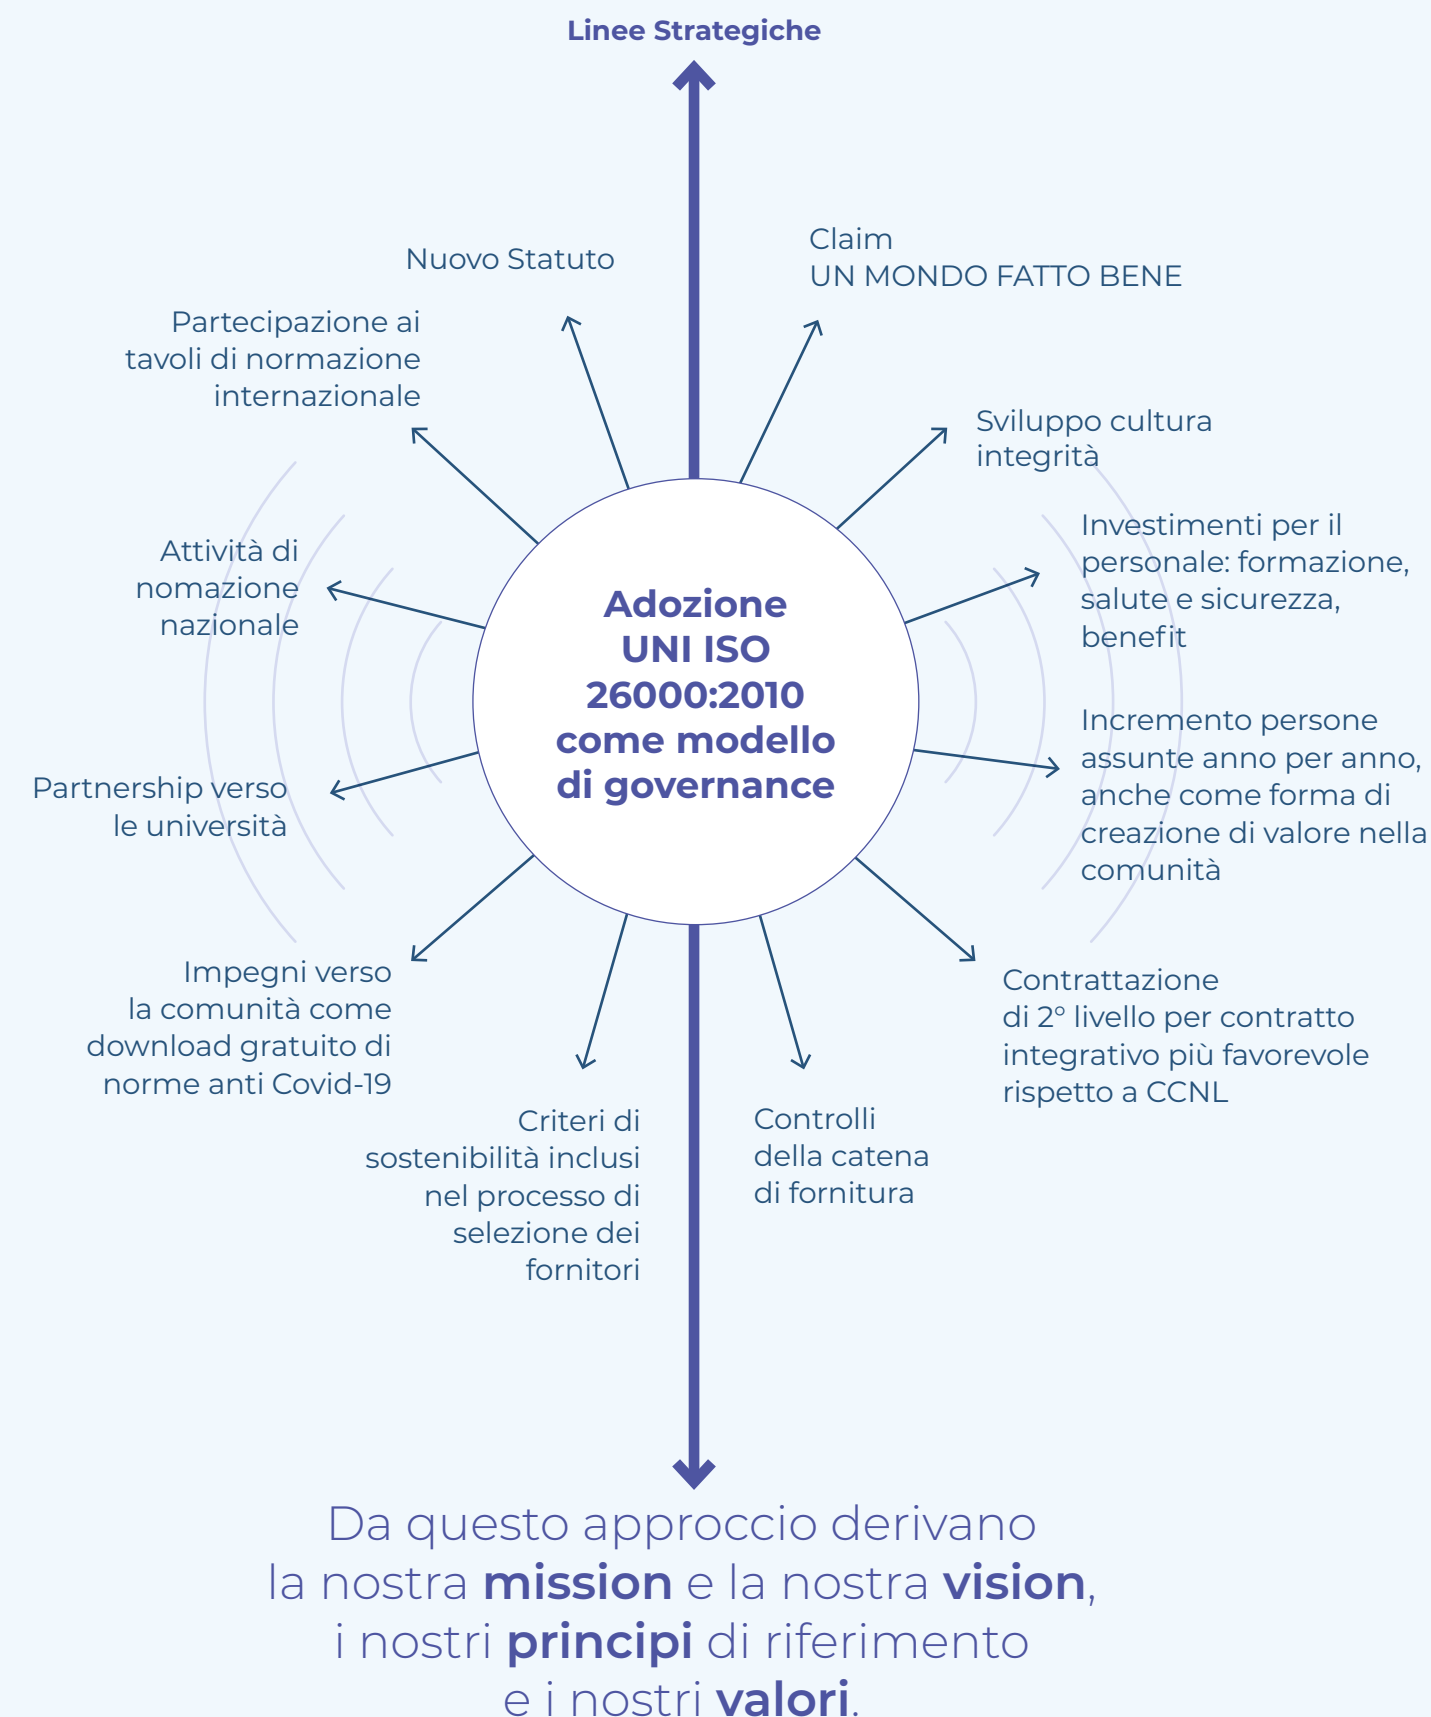 Linee Strategiche
Nuovo Statuto
Claim
UN MONDO FATTO BENE
Partecipazione ai
tavoli di normazione
internazionale
Sviluppo cultura
integrità
Attività di
nomazione
nazionale
Investimenti per il
personale: formazione,
salute e sicurezza,
benefit
Adozione
UNI ISO
26000:2010
come modello
di governance
Partnership verso
le università
Incremento persone
assunte anno per anno,
anche come forma di
creazione di valore nella
comunità
Impegni verso
la comunità come
download gratuito di
norme anti Covid-19
Contrattazione
di 2° livello per contratto
integrativo più favorevole
rispetto a CCNL
Criteri di
sostenibilità inclusi
nel processo di
selezione dei
fornitori
Controlli
della catena
di fornitura
Da questo approccio derivano
la nostra mission e la nostra vision,
i nostri principi di riferimento
e i nostri valori.